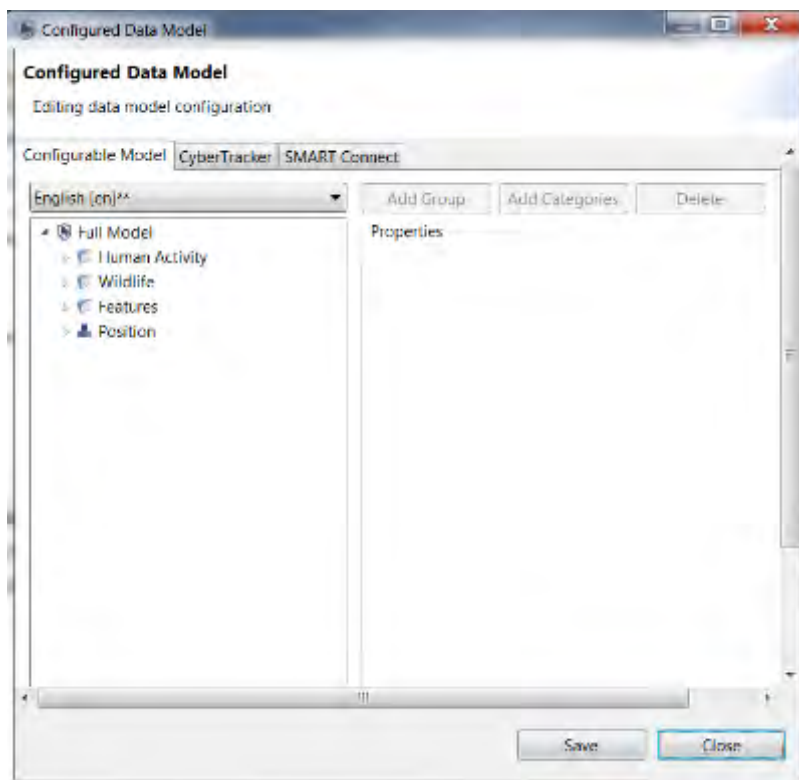 Configured Data Model
Configured Data Model
Editing data model configuration
Configurable Model CyberTracker SMART Connect
English [en]** Add Group Add Categories Delete
Full Model Properties
Human Activity
Wildlife
Features
Position
Save Close